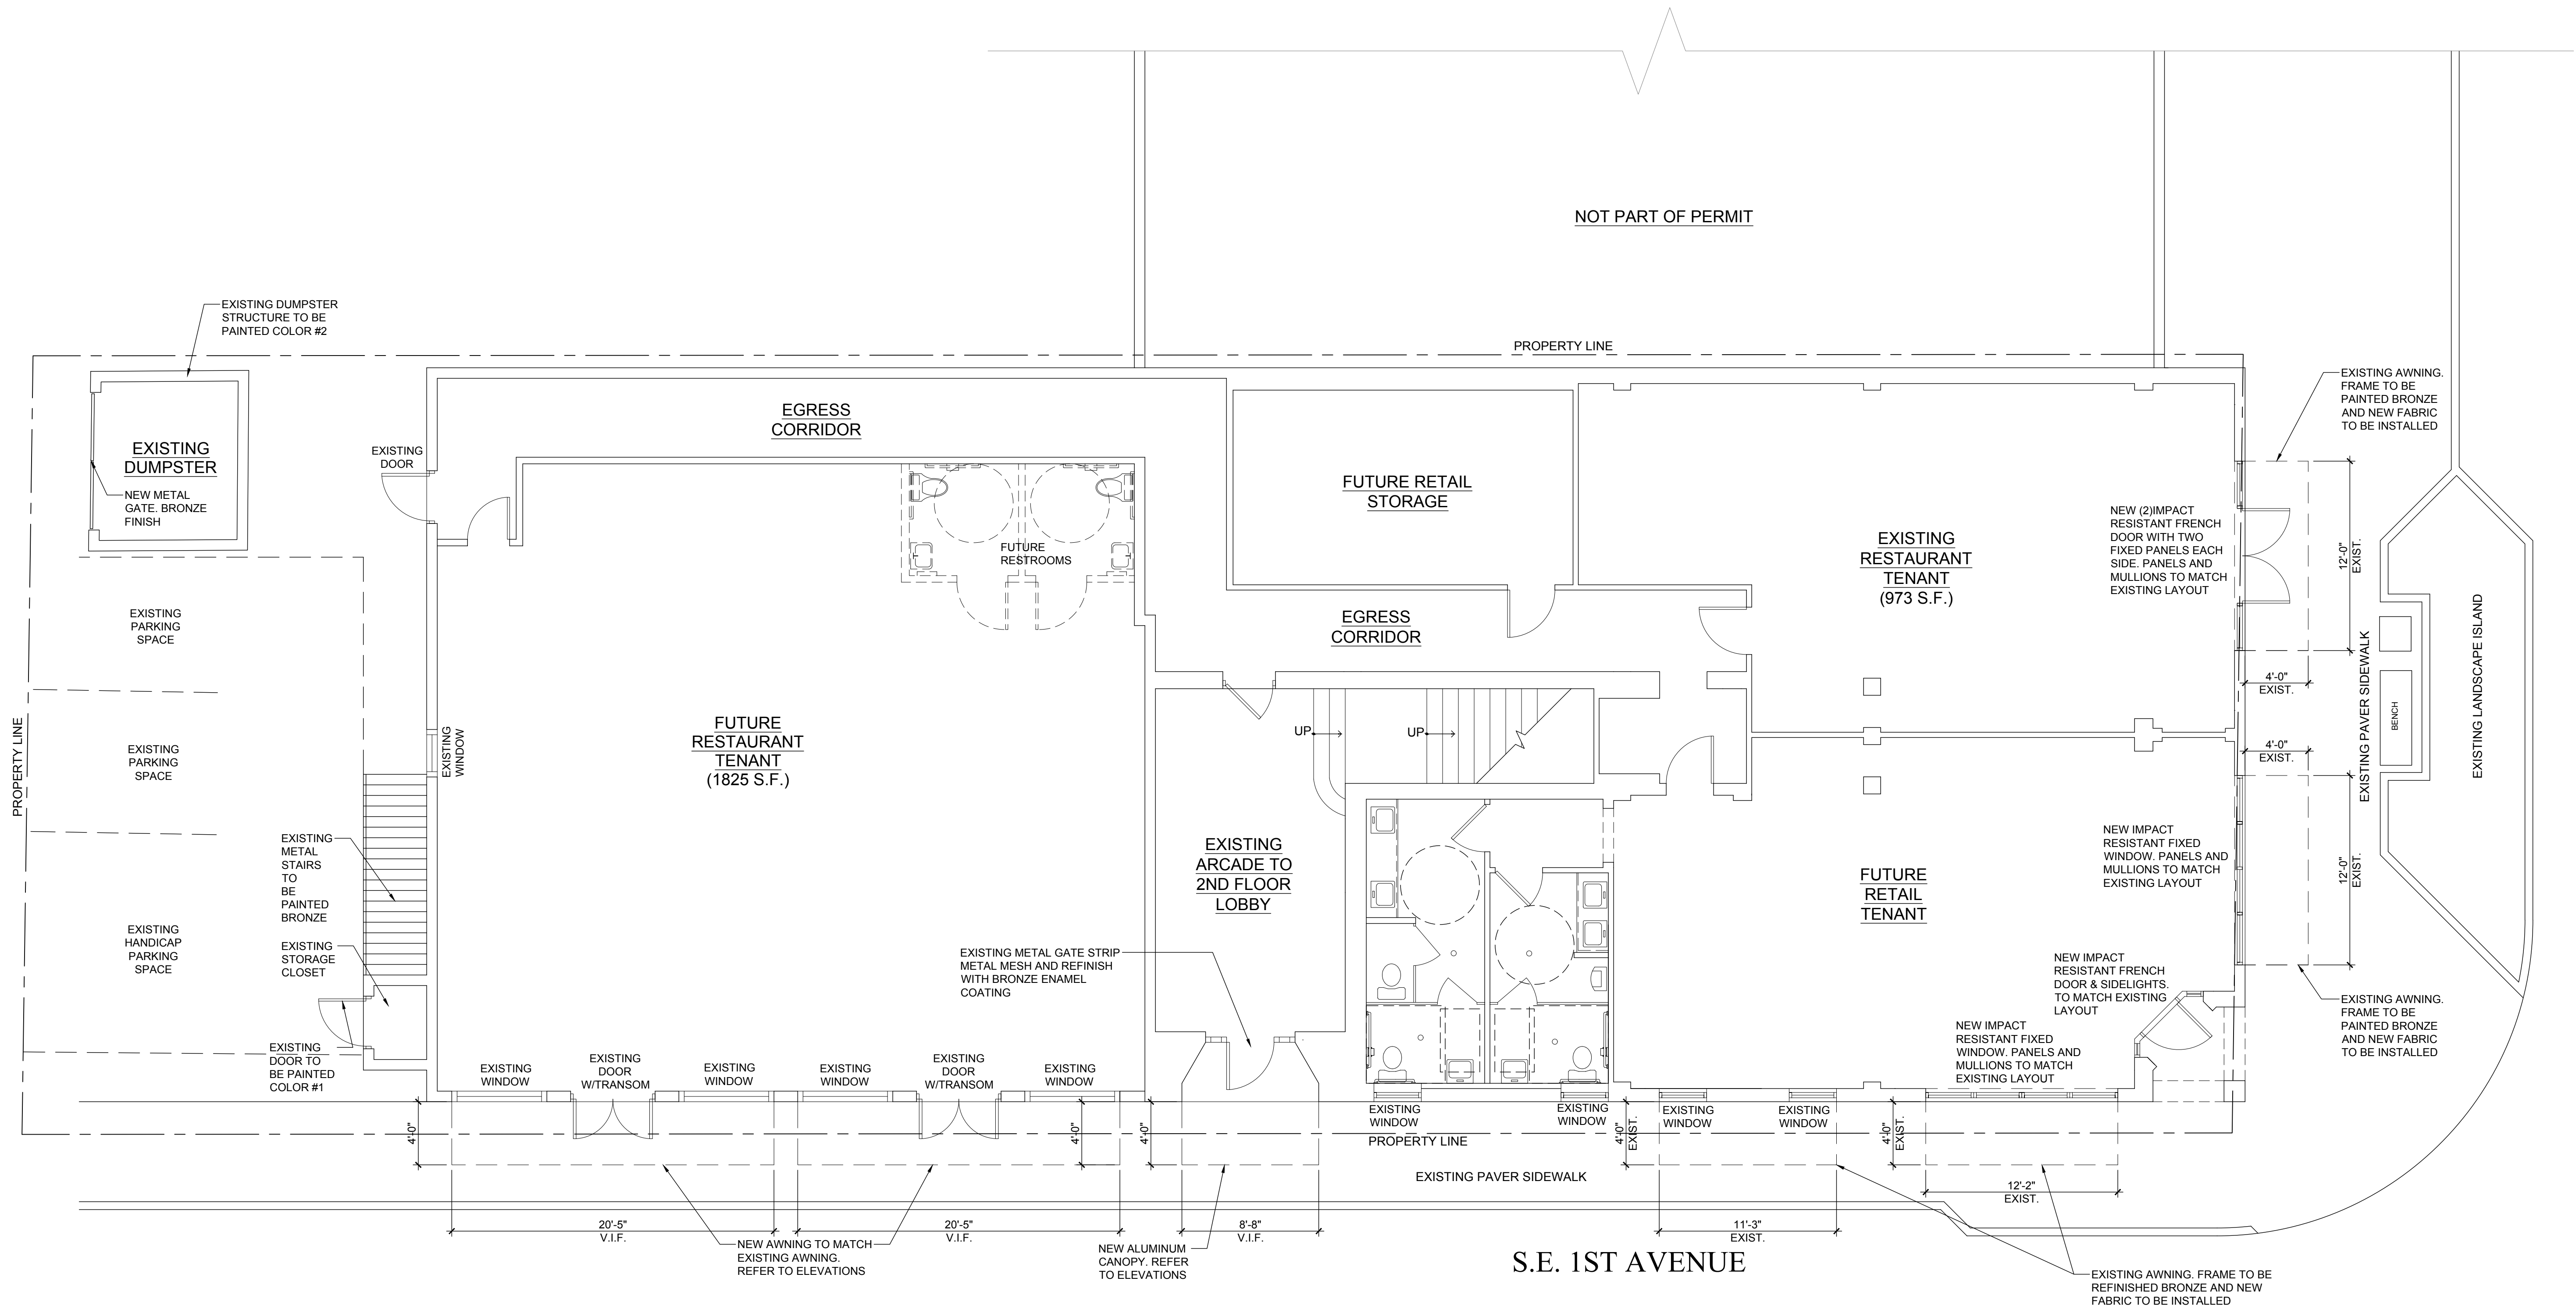 NOT PART OF PERMIT
EXISTING DUMPSTER
STRUCTURE TO BE
PAINTED COLOR #2
PROPERTY LINE
EXISTING AWNING.
FRAME TO BE
PAINTED BRONZE
AND NEW FABRIC
TO BE INSTALLED
EGRESS
CORRIDOR
EXISTING
DOOR
EXISTING
DUMPSTER
NEW METAL
GATE. BRONZE
FINISH
FUTURE RETAIL
STORAGE
FUTURE
RESTROOMS
EXISTING
RESTAURANT
TENANT
(973 S.F.)
NEW (2)IMPACT
RESISTANT FRENCH
DOOR WITH TWO
FIXED PANELS EACH
SIDE. PANELS AND
MULLIONS TO MATCH
EXISTING LAYOUT
12'-0"
EXIST.
EXISTING
PARKING
SPACE
EGRESS
CORRIDOR
4'-0"
EXIST.
EXISTING PAVER SIDEWALK
BENCH
EXISTING LANDSCAPE ISLAND
PROPERTY LINE
EXISTING
PARKING
SPACE
EXISTING
WINDOW
FUTURE
RESTAURANT
TENANT
(1825 S.F.)
UP
UP
4'-0"
EXIST.
12'-0"
EXIST.
EXISTING
METAL
STAIRS
TO
BE
PAINTED
BRONZE
EXISTING
ARCADE TO
2ND FLOOR
LOBBY
FUTURE
RETAIL
TENANT
NEW IMPACT
RESISTANT FIXED
WINDOW. PANELS AND
MULLIONS TO MATCH
EXISTING LAYOUT
EXISTING
HANDICAP
PARKING
SPACE
EXISTING
STORAGE
CLOSET
EXISTING METAL GATE STRIP
METAL MESH AND REFINISH
WITH BRONZE ENAMEL
COATING
NEW IMPACT
RESISTANT FRENCH
DOOR & SIDELIGHTS.
TO MATCH EXISTING
LAYOUT
EXISTING AWNING.
FRAME TO BE
PAINTED BRONZE
AND NEW FABRIC
TO BE INSTALLED
NEW IMPACT
RESISTANT FIXED
WINDOW. PANELS AND
MULLIONS TO MATCH
EXISTING LAYOUT
EXISTING
DOOR TO
BE PAINTED
COLOR #1
EXISTING
WINDOW
EXISTING
DOOR
W/TRANSOM
EXISTING
WINDOW
EXISTING
WINDOW
EXISTING
DOOR
W/TRANSOM
EXISTING
WINDOW
EXISTING
WINDOW
EXISTING
WINDOW
EXISTING
WINDOW
EXISTING
WINDOW
4'-0"
4'-0"
4'-0"
4'-0"
EXIST.
4'-0"
EXIST.
PROPERTY LINE
EXISTING PAVER SIDEWALK
12'-2"
EXIST.
20'-5"
V.I.F.
20'-5"
V.I.F.
8'-8"
V.I.F.
11'-3"
EXIST.
NEW AWNING TO MATCH
EXISTING AWNING.
REFER TO ELEVATIONS
NEW ALUMINUM
CANOPY. REFER
TO ELEVATIONS
S.E. 1ST AVENUE
EXISTING AWNING. FRAME TO BE
REFINISHED BRONZE AND NEW
FABRIC TO BE INSTALLED